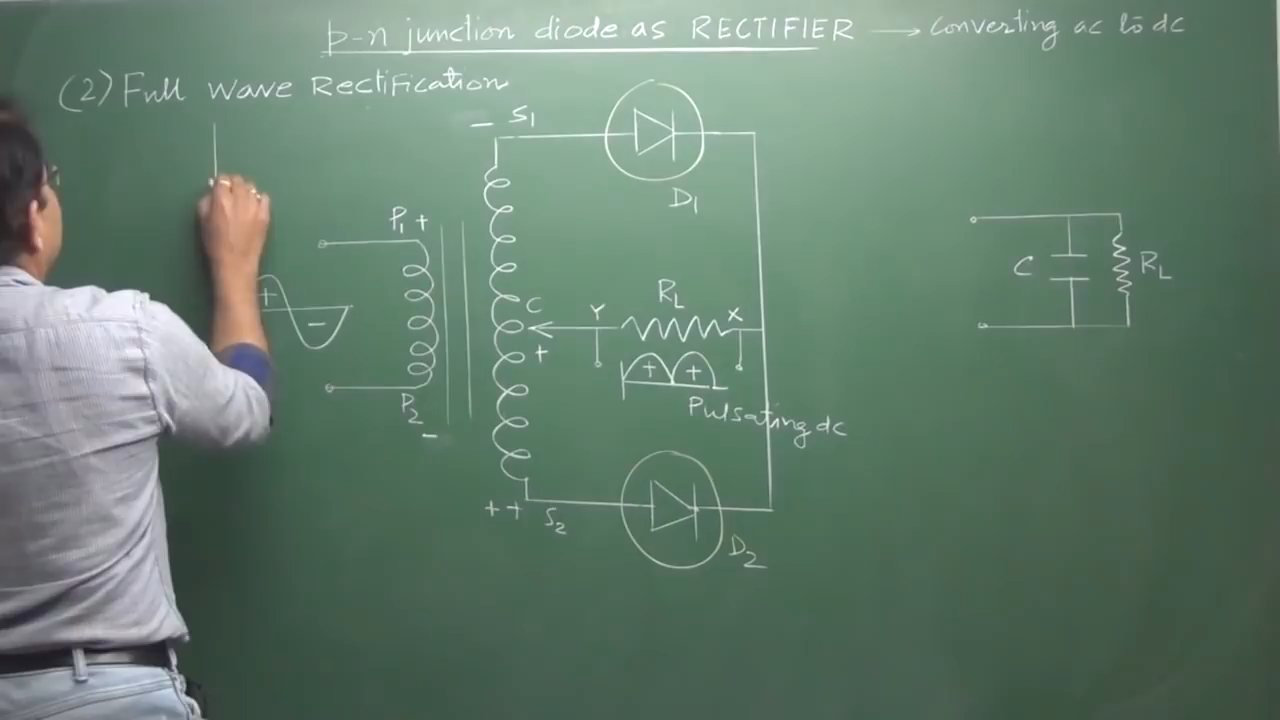 p-n junction diode as RECTIFIER → converting ac to dc
(2) Full wave Rectification
- S1
D1
P1 +
+
-
C
+
Y
RL
X
+ +
Pulsating dc
P2
-
++ S2
D2
C
RL